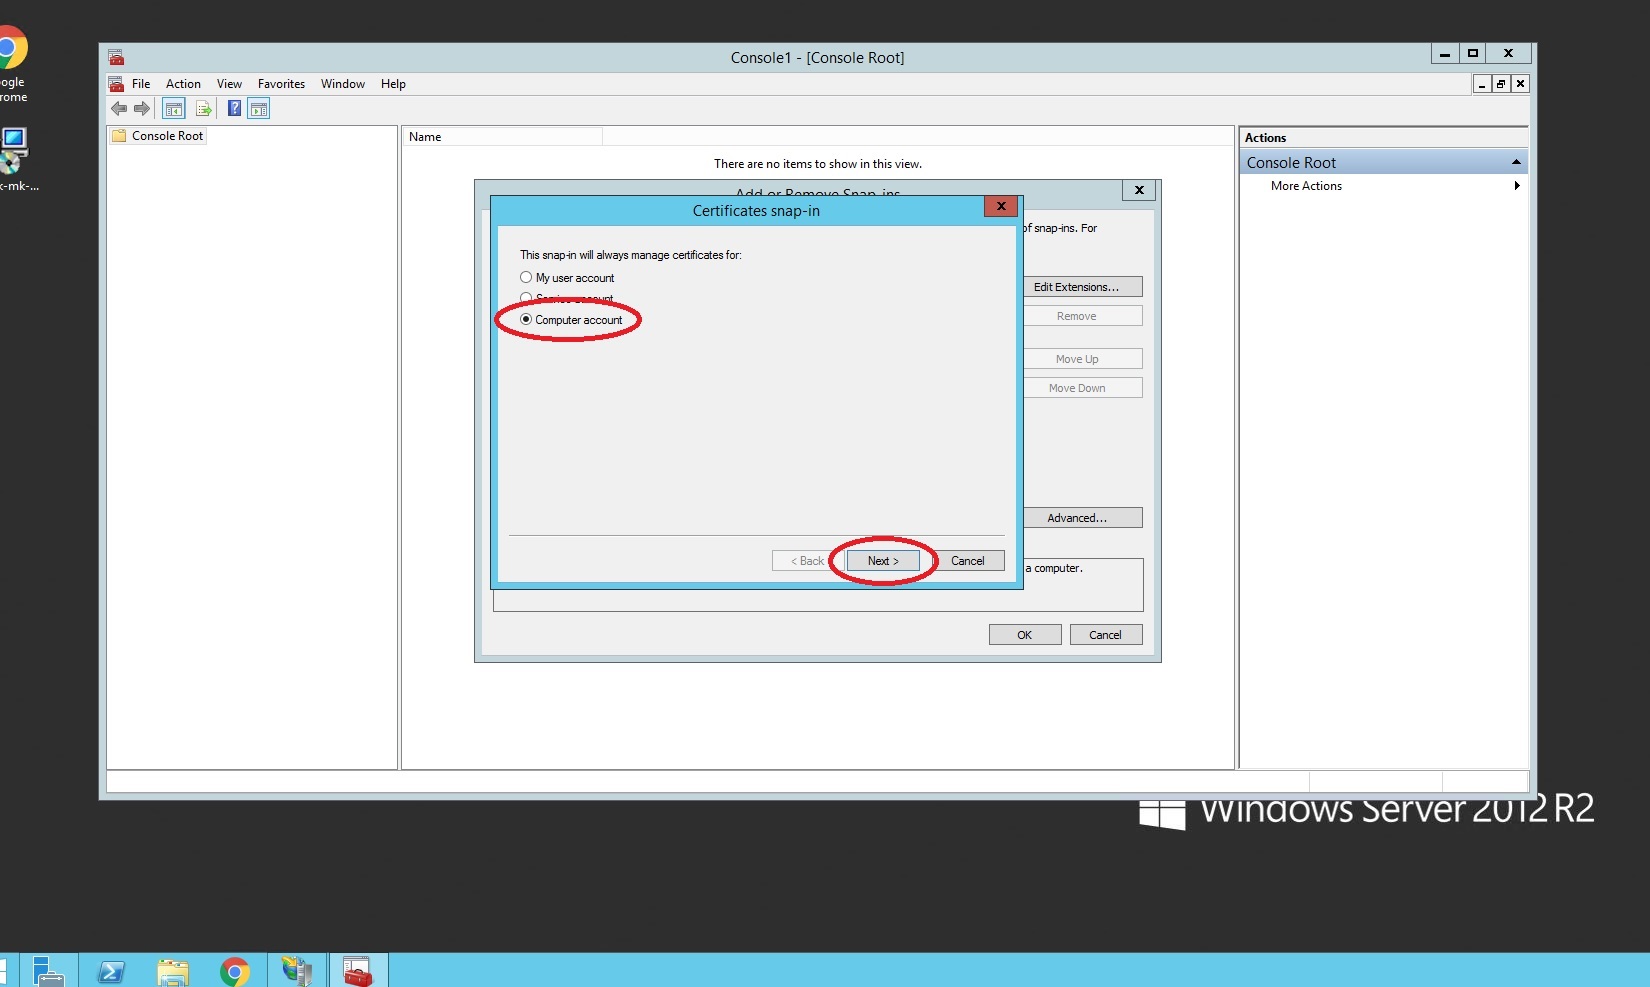 ogle
rome
k-mk-...
Console1 - [Console Root]
File Action View Favorites Window Help
Console Root
Name
There are no items to show in this view.
Actions
Console Root
More Actions
Add or Remove Snap-ins
Certificates snap-in
of snap-ins. For
This snap-in will always manage certificates for:
My user account
Service account
Computer account
Edit Extensions...
Remove
Move Up
Move Down
Advanced...
< Back
Next >
Cancel
a computer.
OK
Cancel
Windows Server 2012 R2